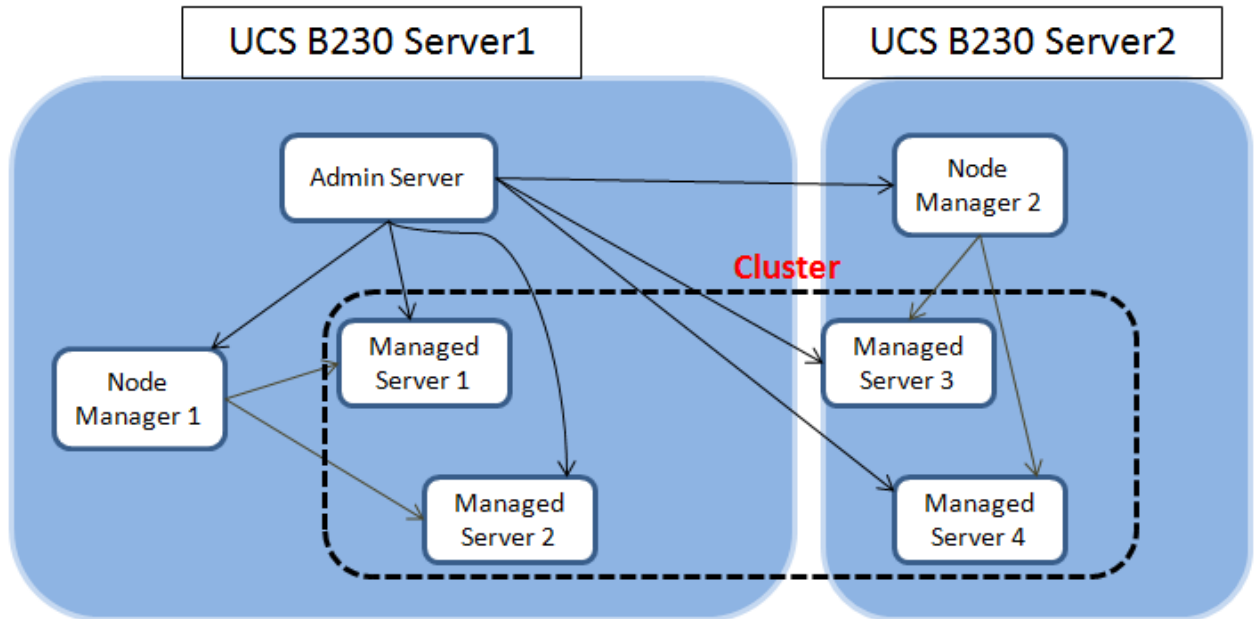 UCS B230 Server1
UCS B230 Server2
Admin Server
Node
Manager 2
Cluster
Managed
Server 1
Managed
Server 3
Node
Manager 1
Managed
Server 2
Managed
Server 4